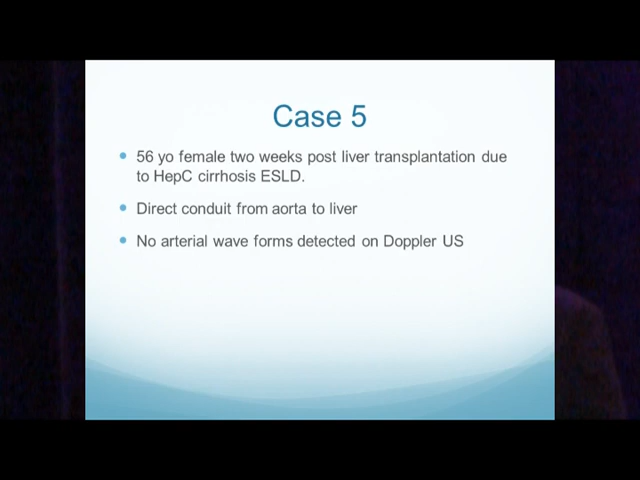 Case 5
• 56 yo female two weeks post liver transplantation due
to HepC cirrhosis ESLD.
• Direct conduit from aorta to liver
• No arterial wave forms detected on Doppler US